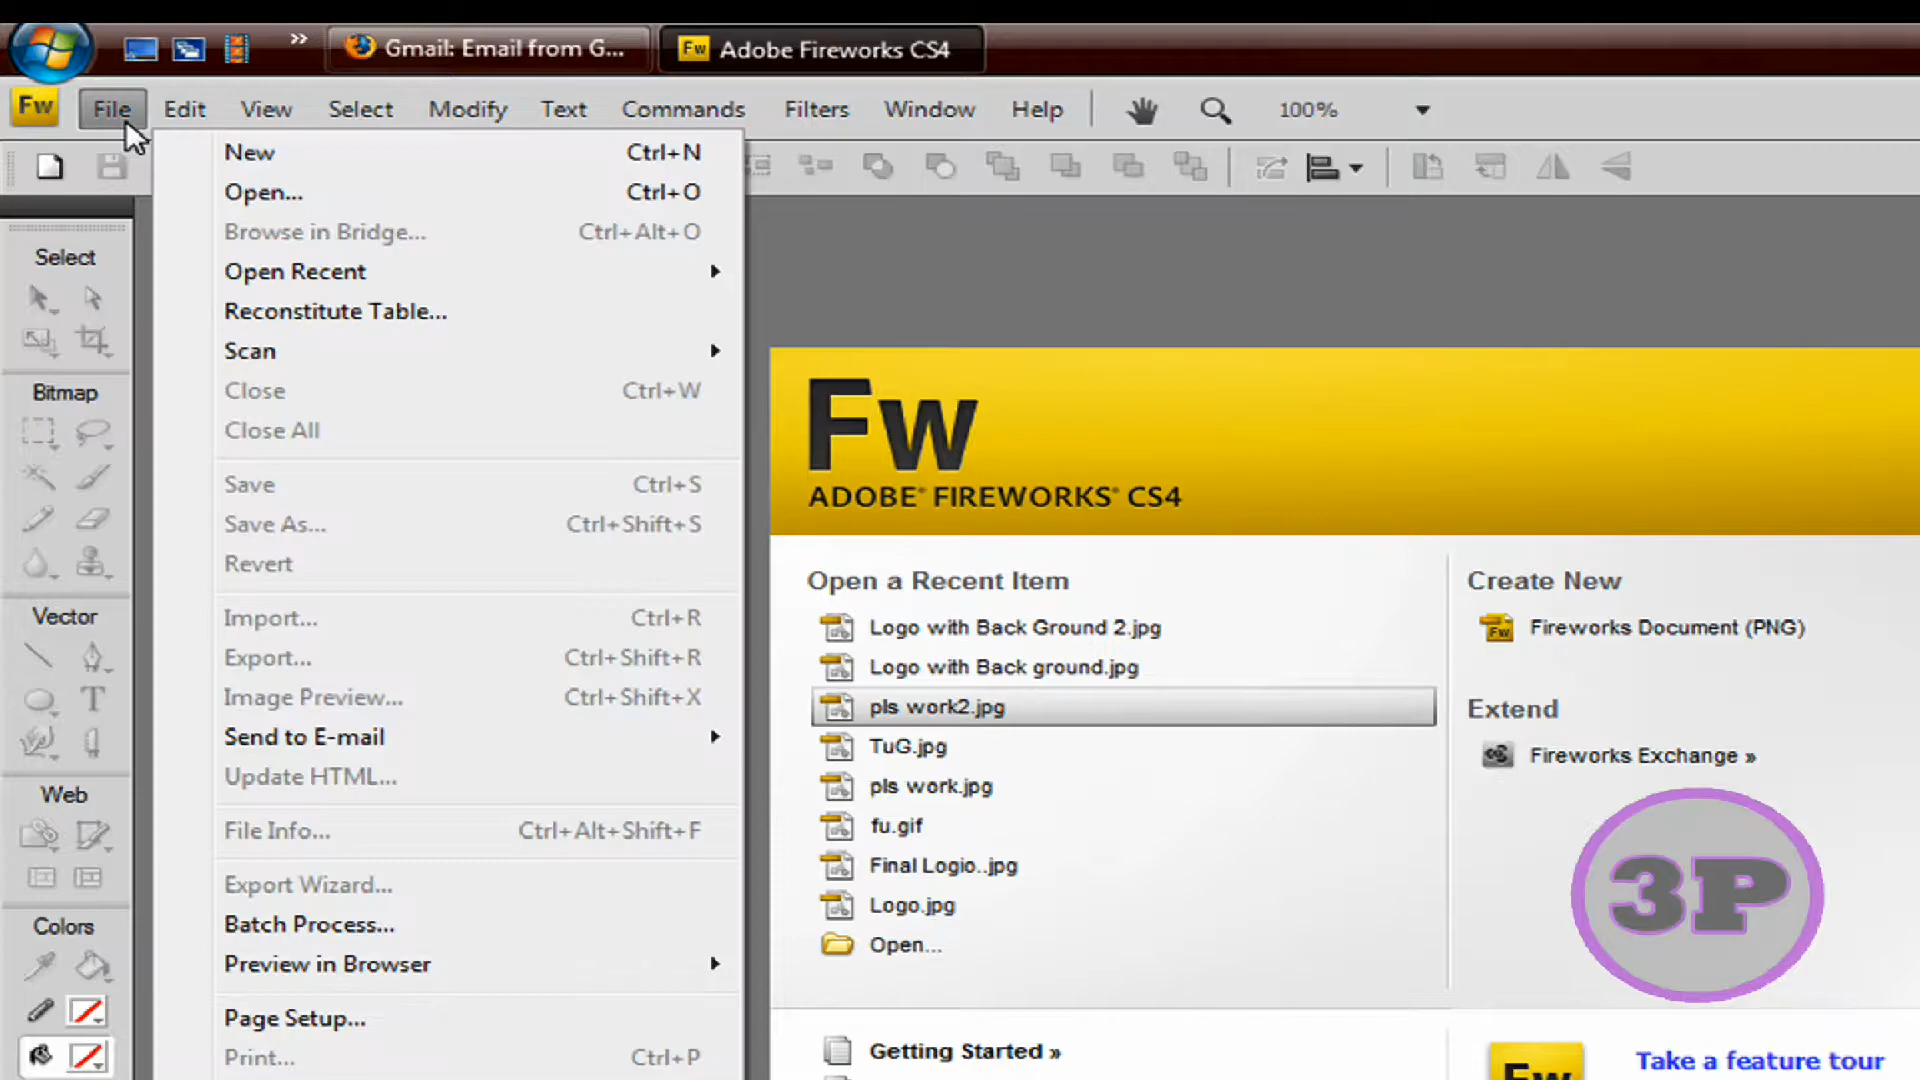 Gmail: Email from G...
Fw Adobe Fireworks CS4
Fw File Edit View Select Modify Text Commands Filters Window Help 100%
New Ctrl+N
Open... Ctrl+O
Browse in Bridge... Ctrl+Alt+O
Open Recent
Reconstitute Table...
Scan
Close Ctrl+W
Close All
Save Ctrl+S
Save As... Ctrl+Shift+S
Revert
Import... Ctrl+R
Export... Ctrl+Shift+R
Image Preview... Ctrl+Shift+X
Send to E-mail
Update HTML...
File Info... Ctrl+Alt+Shift+F
Export Wizard...
Batch Process...
Preview in Browser
Page Setup...
Print... Ctrl+P
Select
Bitmap
Vector
T
Web
Colors
Fw
ADOBE® FIREWORKS® CS4
Open a Recent Item
Logo with Back Ground 2.jpg
Logo with Back ground.jpg
pls work2.jpg
TuG.jpg
pls work.jpg
fu.gif
Final Logio..jpg
Logo.jpg
Open...
Create New
Fw Fireworks Document (PNG)
Extend
Fireworks Exchange »
3P
Getting Started »
Fw
Take a feature tour